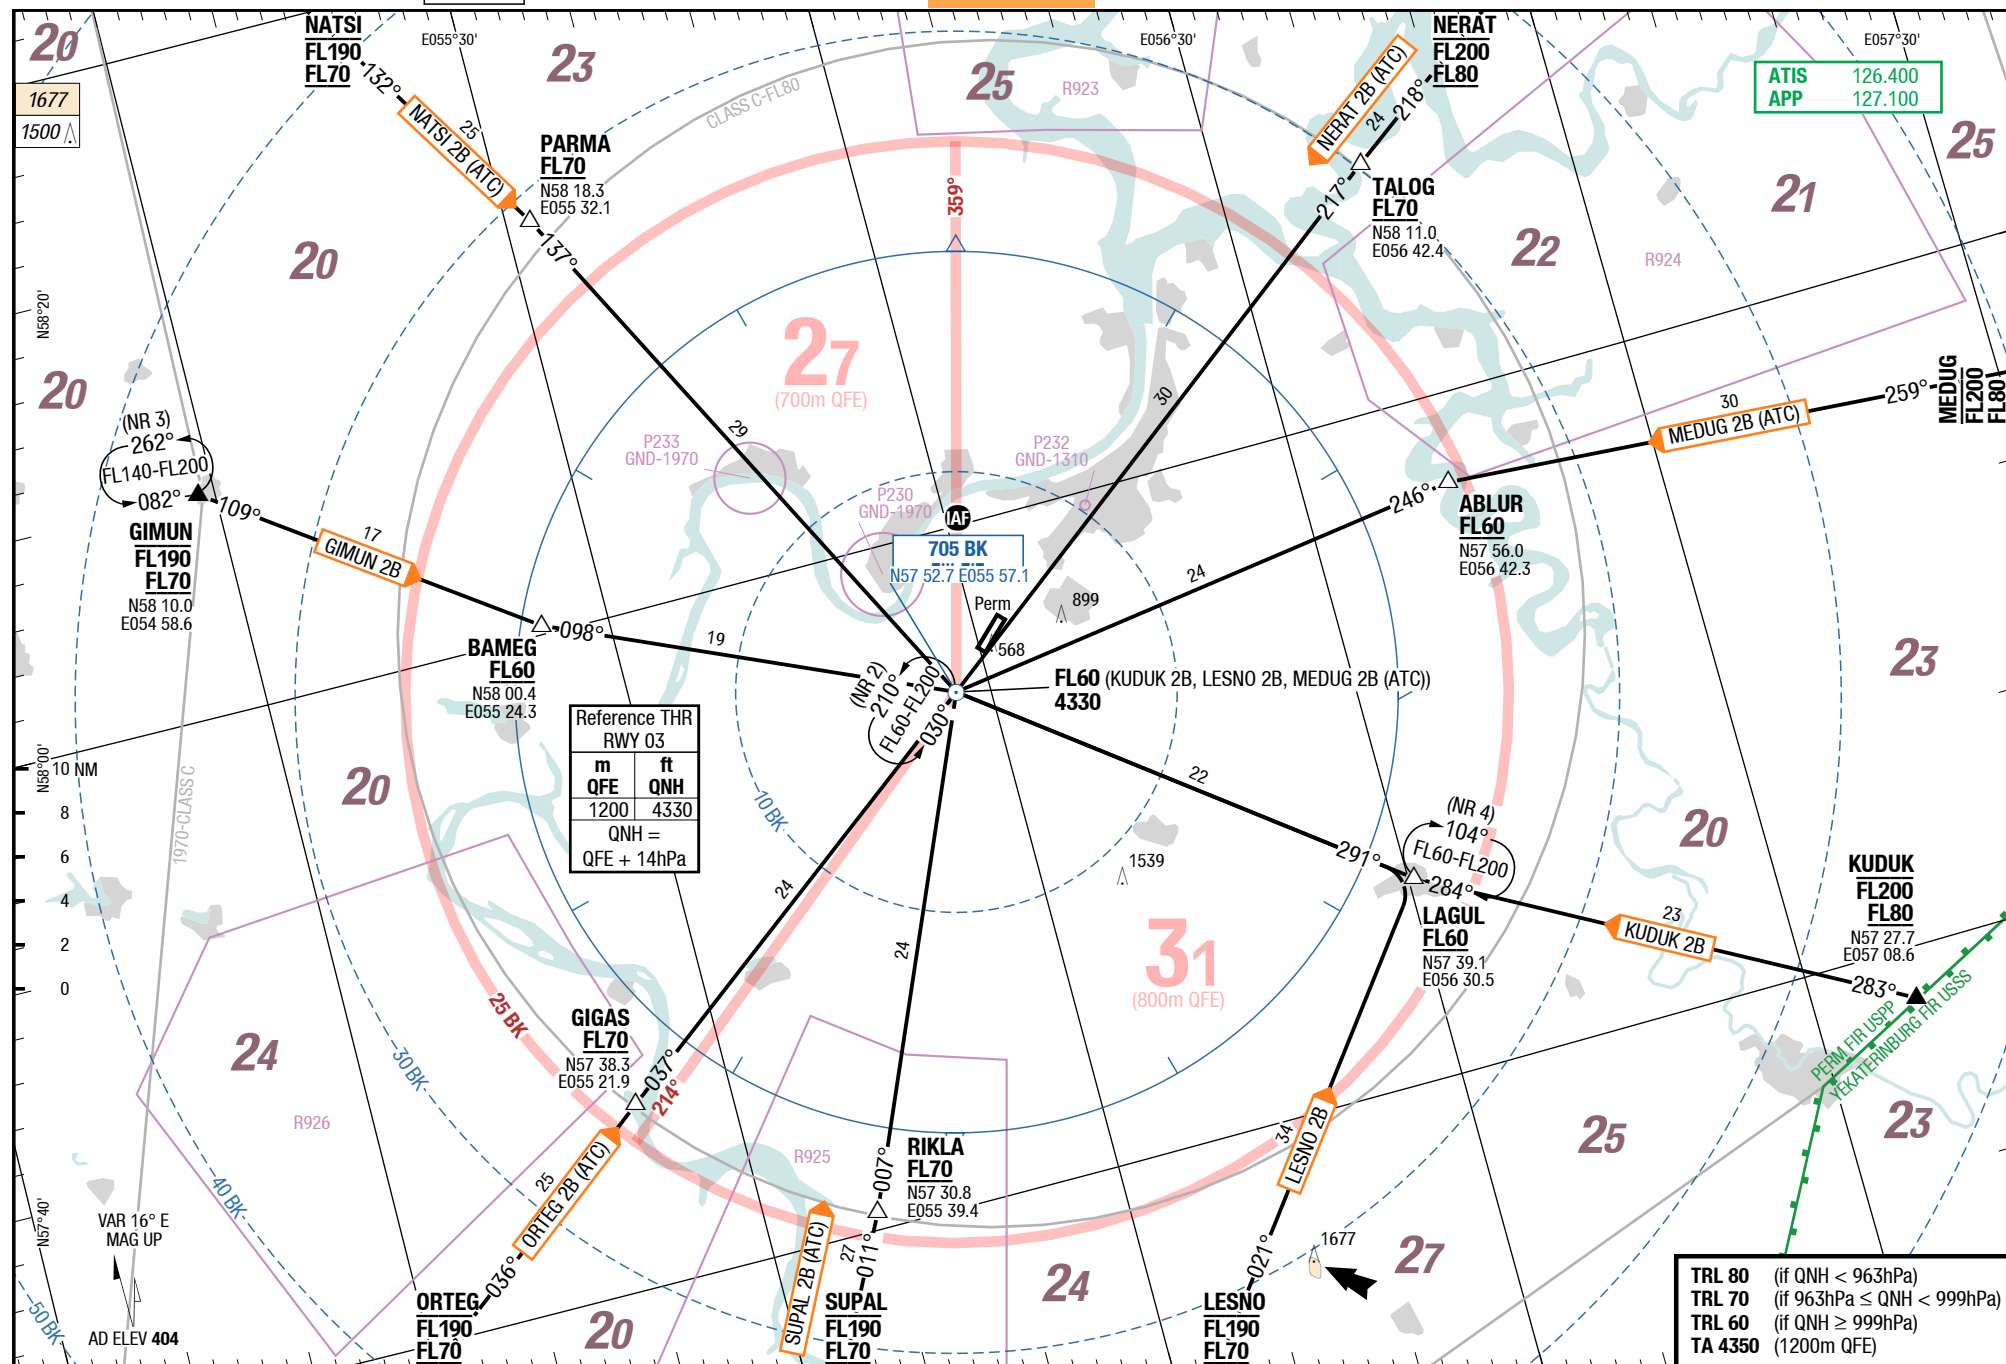 NATSI
FL190
FL70
132°
25
NATSI 2B (ATC)
E055°30'
E056°30'
E057°30'
20
23
25
NERAT
FL200
FL80
218°
24
NERAT 2B (ATC)
ATIS 126.400
APP 127.100
1677
1500
CLASS C-FL80
R923
25
PARMA
FL70
N58 18.3
E055 32.1
137°
359°
217°
TALOG
FL70
N58 11.0
E056 42.4
21
22
R924
20
N58°20'
27
(700m QFE)
20
29
30
MEDUG
FL200
FL80
259°
30
MEDUG 2B (ATC)
(NR 3)
262°
FL140-FL200
082°
109°
GIMUN
FL190
FL70
N58 10.0
E054 58.6
17
GIMUN 2B
P233
GND-1970
P232
GND-1310
P230
GND-1970
IAF
705 BK
N57 52.7 E055 57.1
246°
ABLUR
FL60
N57 56.0
E056 42.3
24
Perm
899
568
098°
19
BAMEG
FL60
N58 00.4
E055 24.3
(NR 2)
210°
FL60-FL200
030°
FL60 (KUDUK 2B, LESNO 2B, MEDUG 2B (ATC))
4330
23
Reference THR
RWY 03
m ft
QFE QNH
1200 4330
QNH =
QFE + 14hPa
N58°00'
10 NM
8
6
4
2
0
1970-CLASS C
20
10 BK
22
(NR 4)
104°
FL60-FL200
291°
284°
LAGUL
FL60
N57 39.1
E056 30.5
20
KUDUK
FL200
FL80
N57 27.7
E057 08.6
23
KUDUK 2B
283°
1539
24
24
31
(800m QFE)
25 BK
30 BK
GIGAS
FL70
N57 38.3
E055 21.9
037°
214°
24
R926
PERM FIR USPP
YEKATERINBURG FIR USSS
25
23
R925
RIKLA
FL70
N57 30.8
E055 39.4
007°
34
LESNO 2B
40 BK
N57°40'
25
ORTEG 2B (ATC)
036°
27
011°
SUPAL 2B (ATC)
021°
1677
27
24
VAR 16° E
MAG UP
AD ELEV 404
50 BK
ORTEG
FL190
FL70
20
SUPAL
FL190
FL70
LESNO
FL190
FL70
TRL 80 (if QNH < 963hPa)
TRL 70 (if 963hPa ≤ QNH < 999hPa)
TRL 60 (if QNH ≥ 999hPa)
TA 4350 (1200m QFE)